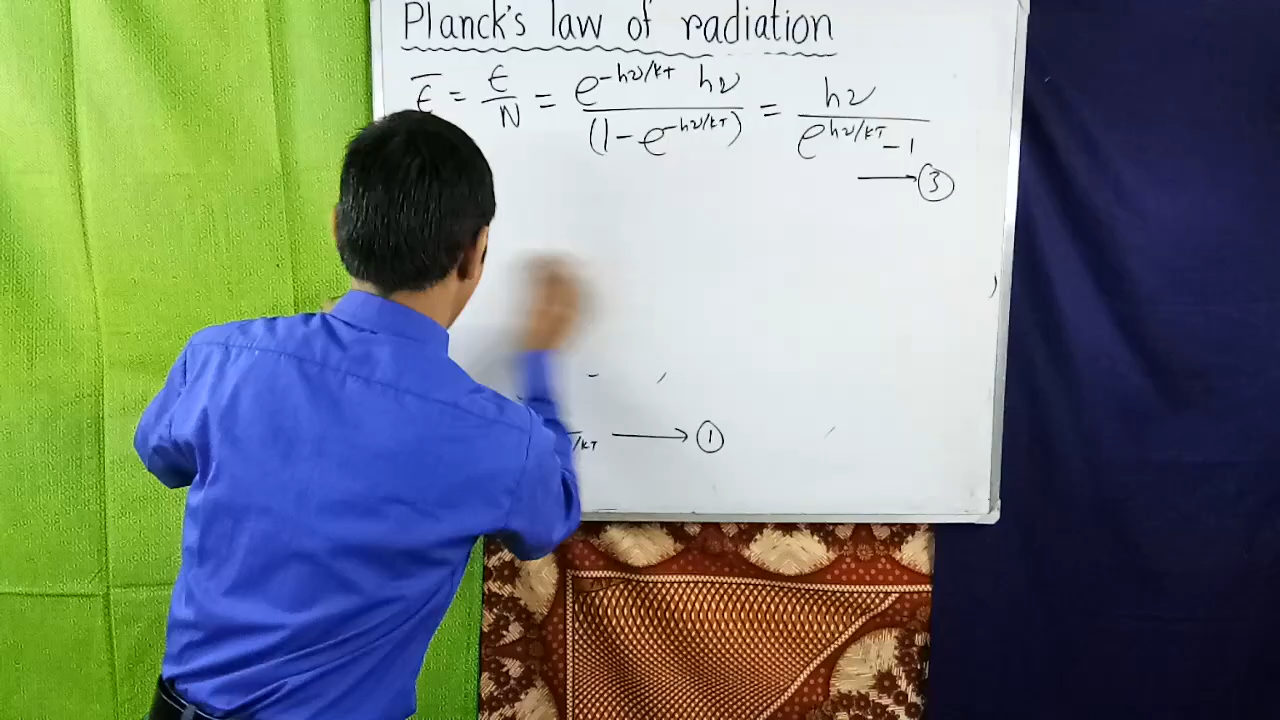 Planck's law of radiation
ϵ̅ = ϵ/N = e^(-hν/kT) hν / (1 - e^(-hν/kT)) = hν / (e^(hν/kT) - 1)
⟶ ③
/kT ⟶ ①